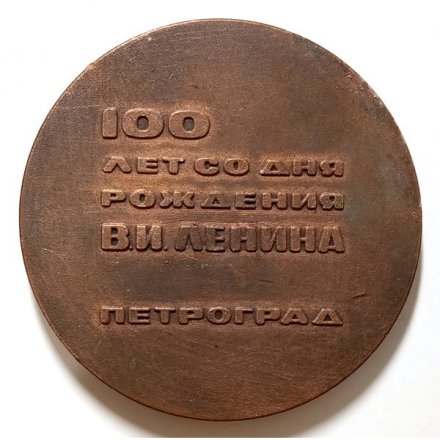 100
ЛЕТ СО ДНЯ
РОЖДЕНИЯ
В.И. ЛЕНИНА
ПЕТРОГРАД